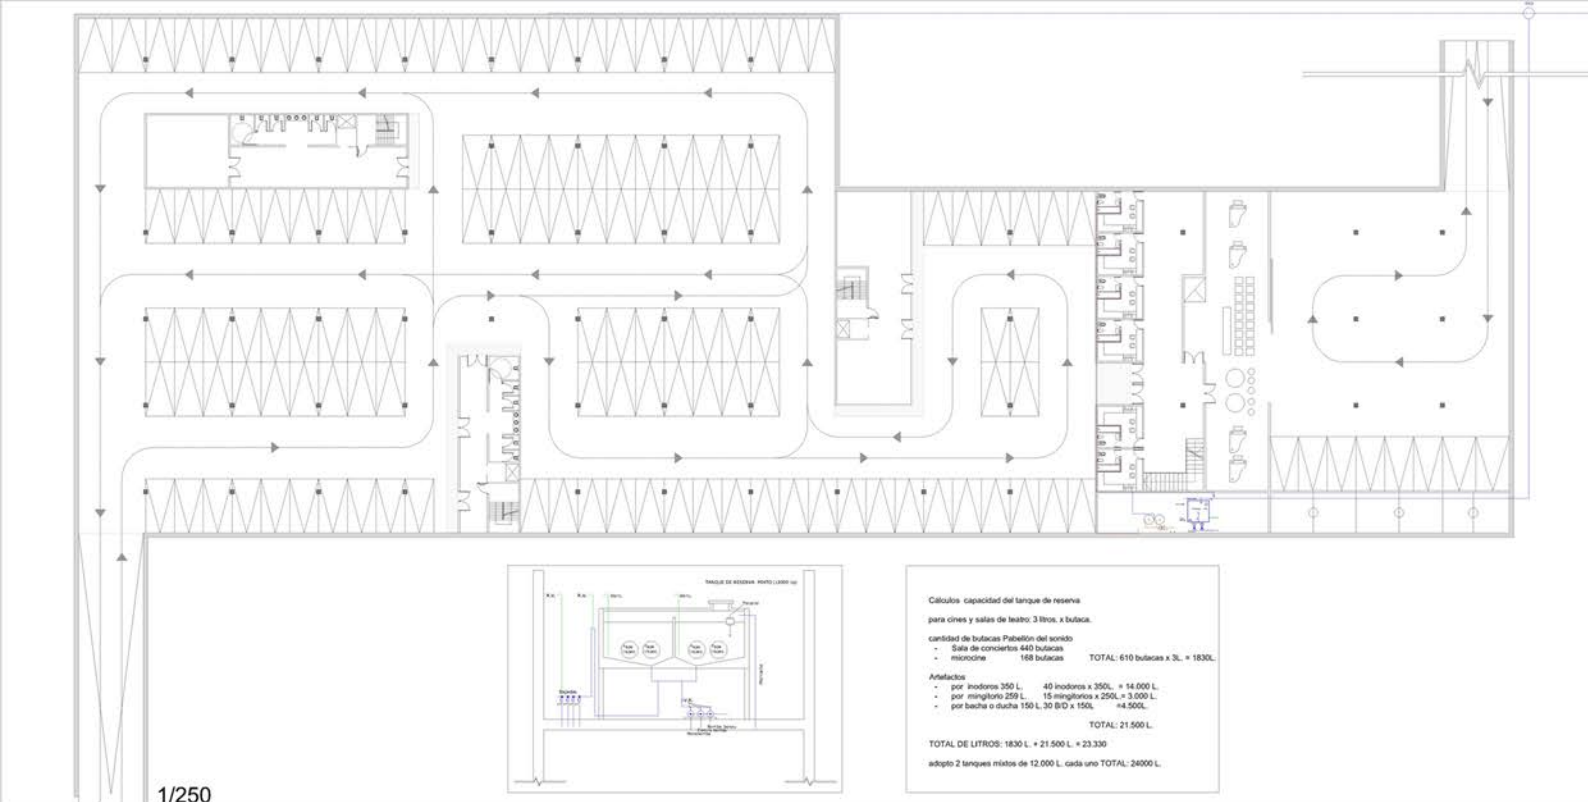 TANQUE DE RESERVA MIXTO
Cálculos capacidad del tanque de reserva
para cines y salas de teatro: 3 litros. x butaca.
cantidad de butacas Pabellón del sonido
- Sala de conciertos 440 butacas
- microcine 168 butacas TOTAL: 610 butacas x 3L. = 1830L.
Artefactos
- por inodoros 350 L. 40 inodoros x 350L. = 14.000 L.
- por mingitorio 259 L. 15 mingitorios x 250L.= 3.000 L.
- por bacha o ducha 150 L. 30 B/D x 150L =4.500L.
TOTAL: 21.500 L.
TOTAL DE LITROS: 1830 L. + 21.500 L. = 23.330
adopto 2 tanques mixtos de 12.000 L. cada uno TOTAL: 24000 L.
1/250